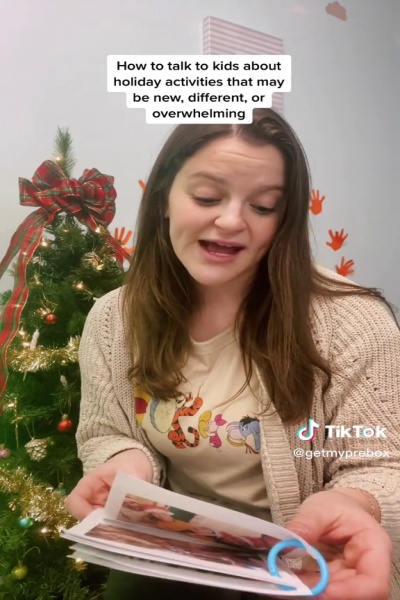 How to talk to kids about
holiday activities that may
be new, different, or
overwhelming
TikTok
@getmyprebox